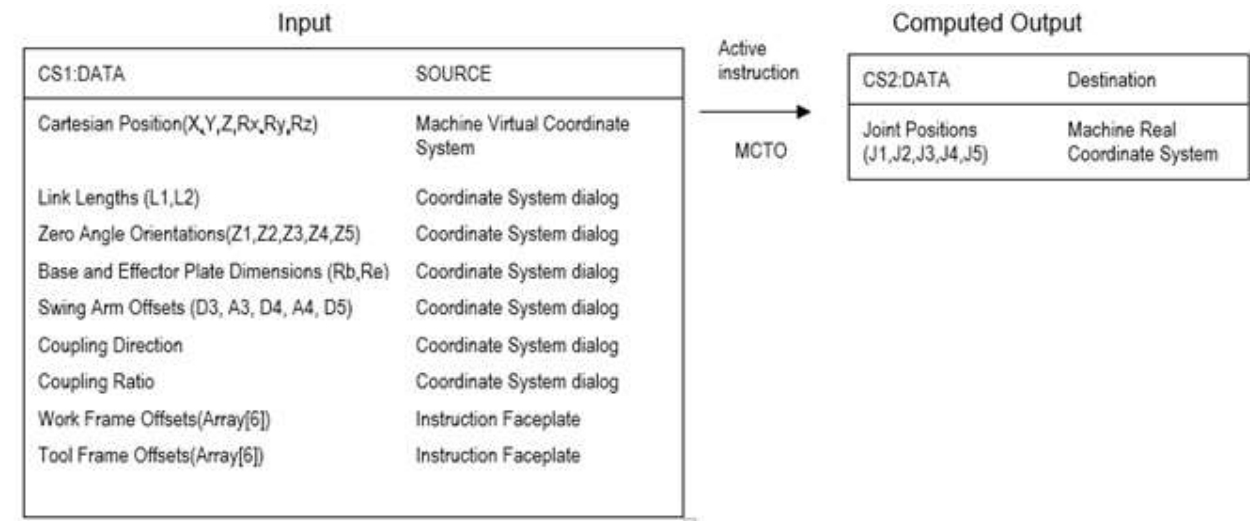 Input
Computed Output
CS1:DATA SOURCE
Cartesian Position(X,Y,Z,Rx,Ry,Rz) Machine Virtual Coordinate
System
Link Lengths (L1,L2) Coordinate System dialog
Zero Angle Orientations(Z1,Z2,Z3,Z4,Z5) Coordinate System dialog
Base and Effector Plate Dimensions (Rb,Re) Coordinate System dialog
Swing Arm Offsets (D3, A3, D4, A4, D5) Coordinate System dialog
Coupling Direction Coordinate System dialog
Coupling Ratio Coordinate System dialog
Work Frame Offsets(Array[6]) Instruction Faceplate
Tool Frame Offsets(Array[6]) Instruction Faceplate
Active
instruction
MCTO
CS2:DATA Destination
Joint Positions Machine Real
(J1,J2,J3,J4,J5) Coordinate System